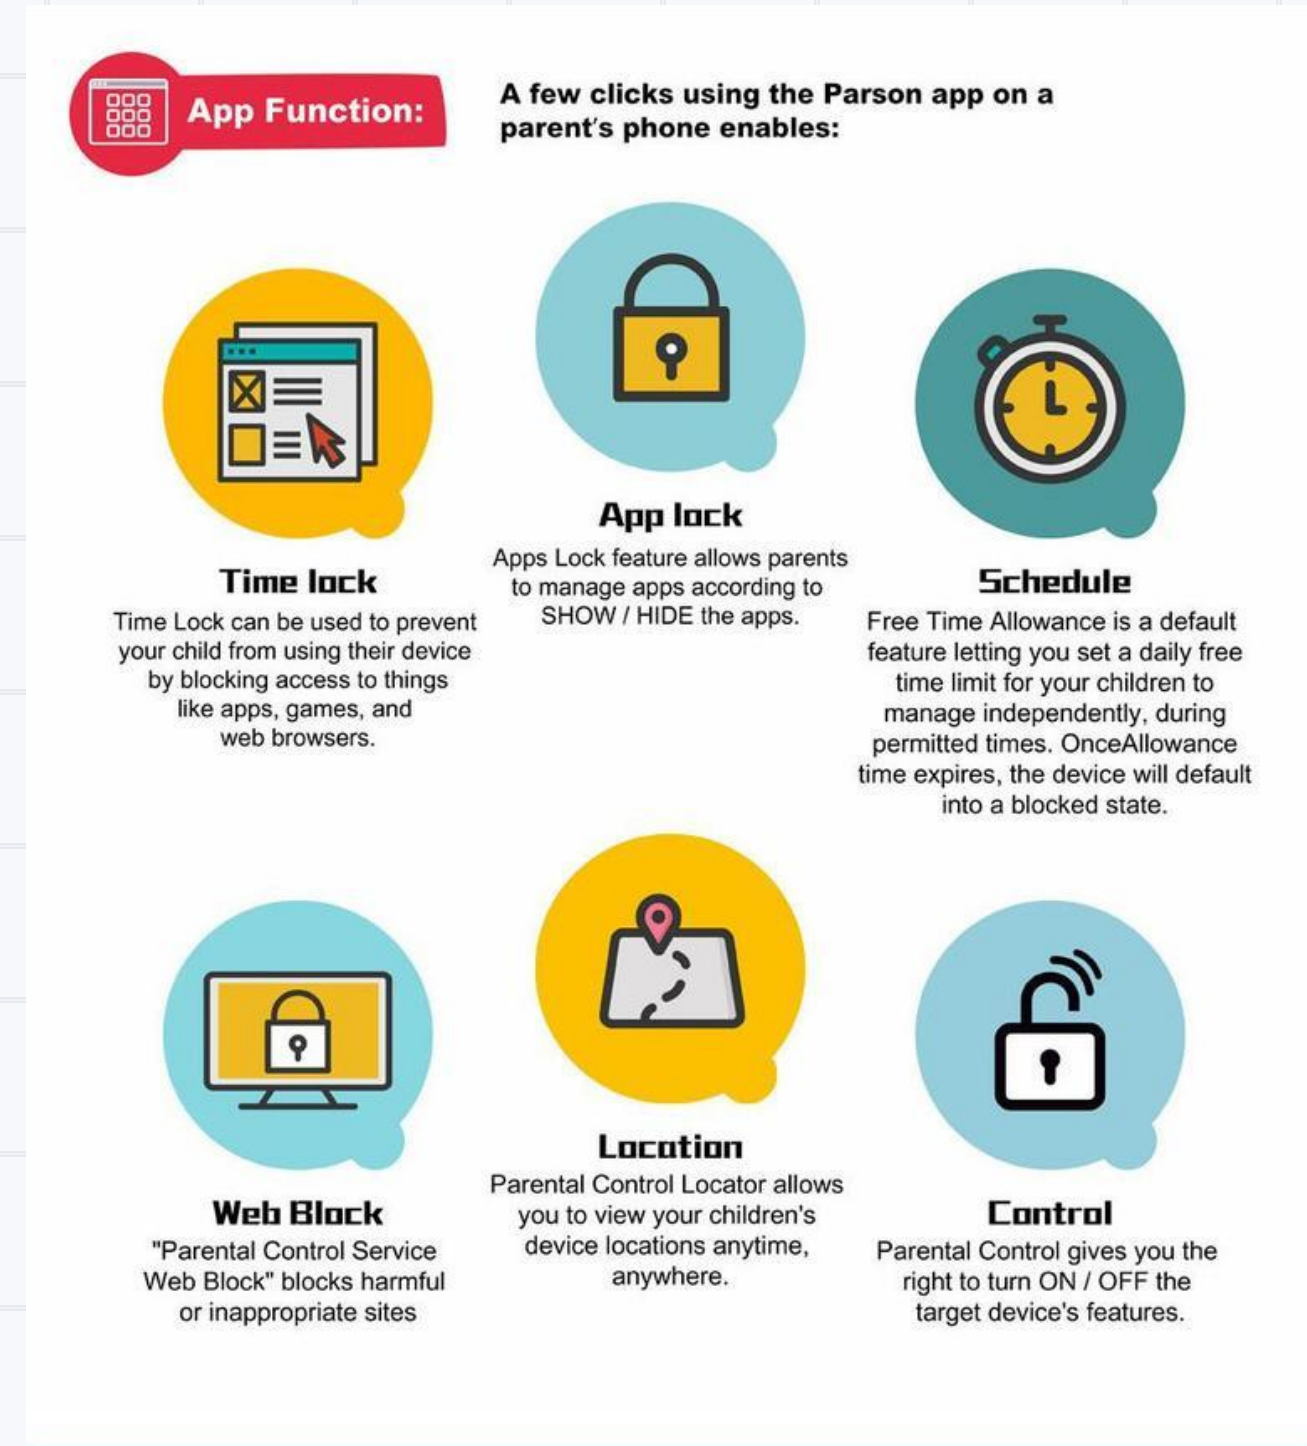 App Function:
A few clicks using the Parson app on a
parent's phone enables:
Time lock
Time Lock can be used to prevent
your child from using their device
by blocking access to things
like apps, games, and
web browsers.
App lock
Apps Lock feature allows parents
to manage apps according to
SHOW / HIDE the apps.
Schedule
Free Time Allowance is a default
feature letting you set a daily free
time limit for your children to
manage independently, during
permitted times. OnceAllowance
time expires, the device will default
into a blocked state.
Web Block
"Parental Control Service
Web Block" blocks harmful
or inappropriate sites
Location
Parental Control Locator allows
you to view your children's
device locations anytime,
anywhere.
Control
Parental Control gives you the
right to turn ON / OFF the
target device's features.